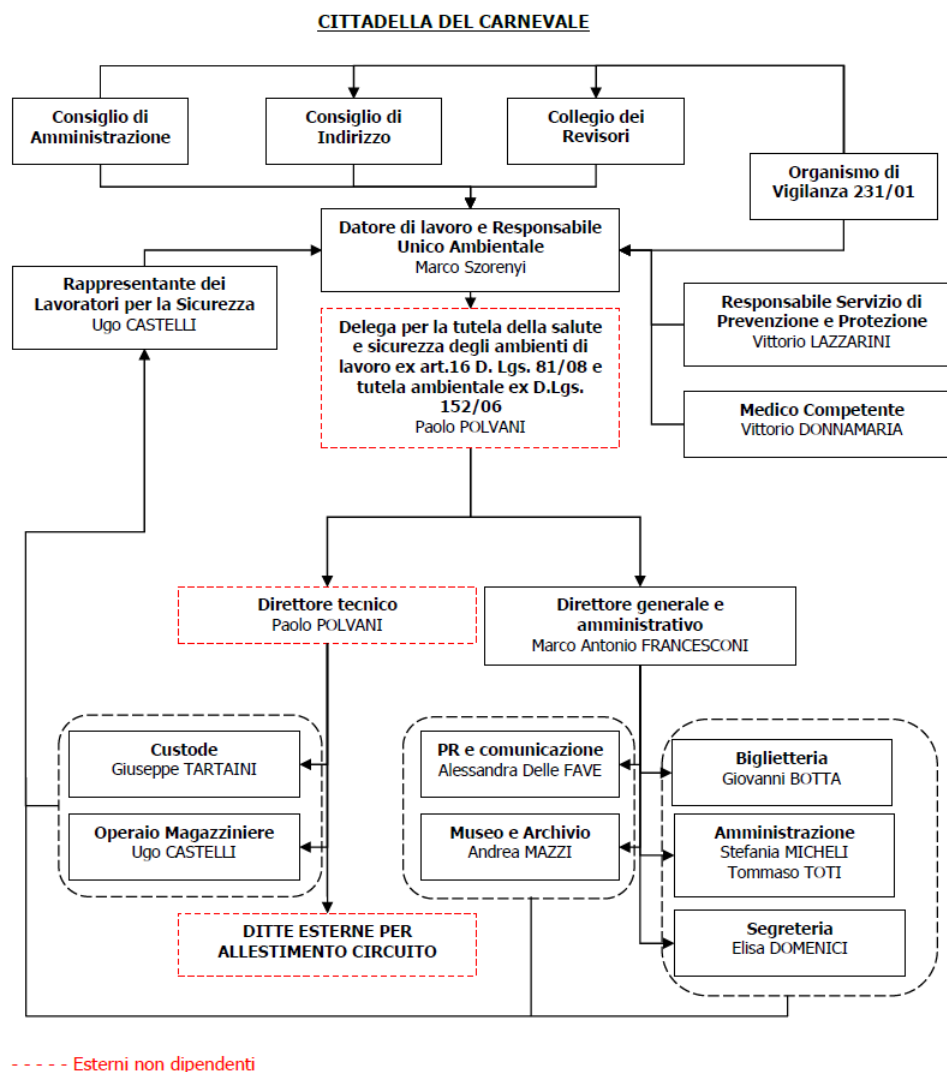 CITTADELLA DEL CARNEVALE
Consiglio di
Amministrazione
Consiglio di
Indirizzo
Collegio dei
Revisori
Organismo di
Vigilanza 231/01
Datore di lavoro e Responsabile
Unico Ambientale
Marco Szorenyi
Rappresentante dei
Lavoratori per la Sicurezza
Ugo CASTELLI
Responsabile Servizio di
Prevenzione e Protezione
Vittorio LAZZARINI
Delega per la tutela della salute
e sicurezza degli ambienti di
lavoro ex art.16 D. Lgs. 81/08 e
tutela ambientale ex D.Lgs.
152/06
Paolo POLVANI
Medico Competente
Vittorio DONNAMARIA
Direttore tecnico
Paolo POLVANI
Direttore generale e
amministrativo
Marco Antonio FRANCESCONI
Custode
Giuseppe TARTAINI
Operaio Magazziniere
Ugo CASTELLI
PR e comunicazione
Alessandra Delle FAVE
Museo e Archivio
Andrea MAZZI
Biglietteria
Giovanni BOTTA
Amministrazione
Stefania MICHELI
Tommaso TOTI
Segreteria
Elisa DOMENICI
DITTE ESTERNE PER
ALLESTIMENTO CIRCUITO
- - - - - Esterni non dipendenti